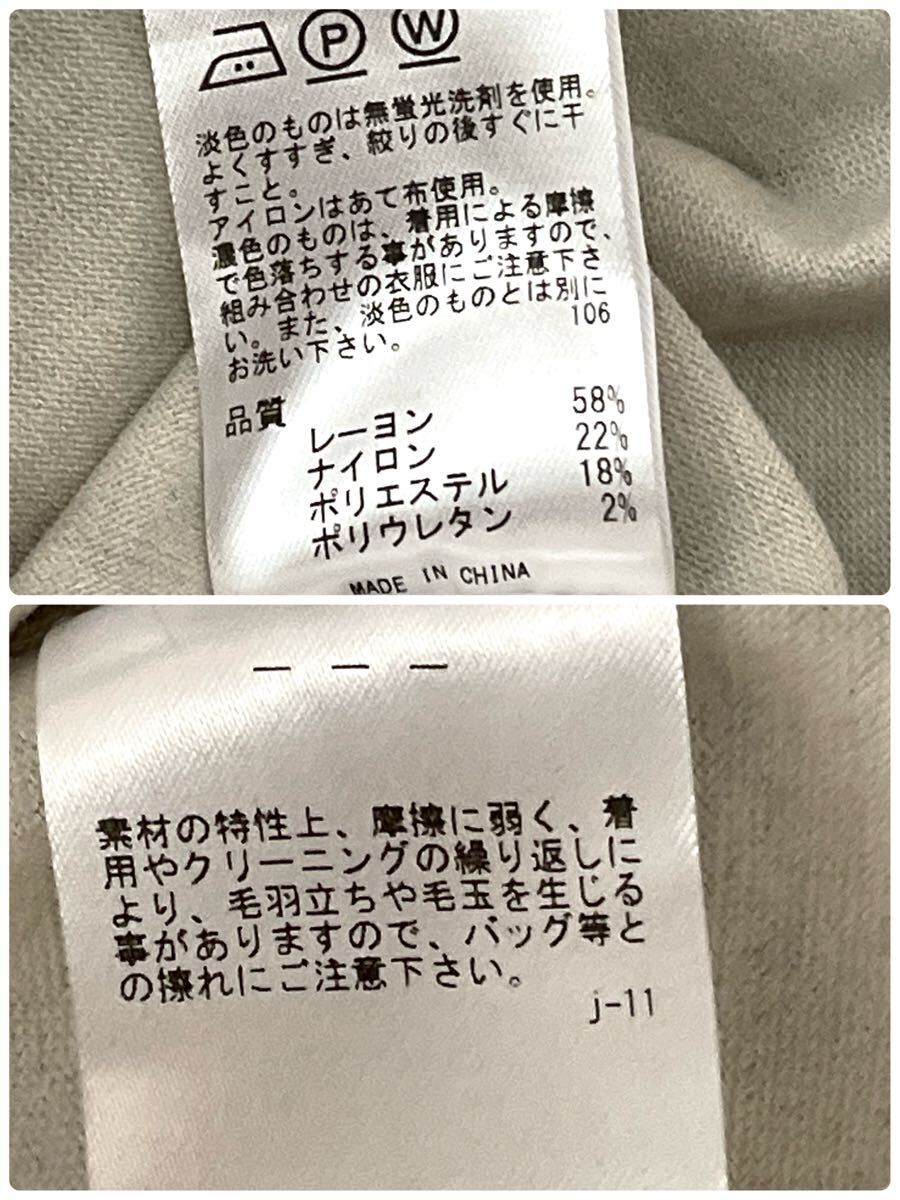 P W
淡色のものは無蛍光洗剤を使用。
よくすすぎ、絞りの後すぐに干
すこと。
アイロンはあて布使用。
濃色のものは、着用による摩擦
で色落ちする事がありますので、
組み合わせの衣服にご注意下さ
い。また、淡色のものとは別に
お洗い下さい。 106
品質
レーヨン 58%
ナイロン 22%
ポリエステル 18%
ポリウレタン 2%
MADE IN CHINA
素材の特性上、摩擦に弱く、着
用やクリーニングの繰り返しに
より、毛羽立ちや毛玉を生じる
事がありますので、バッグ等と
の擦れにご注意下さい。
j-11